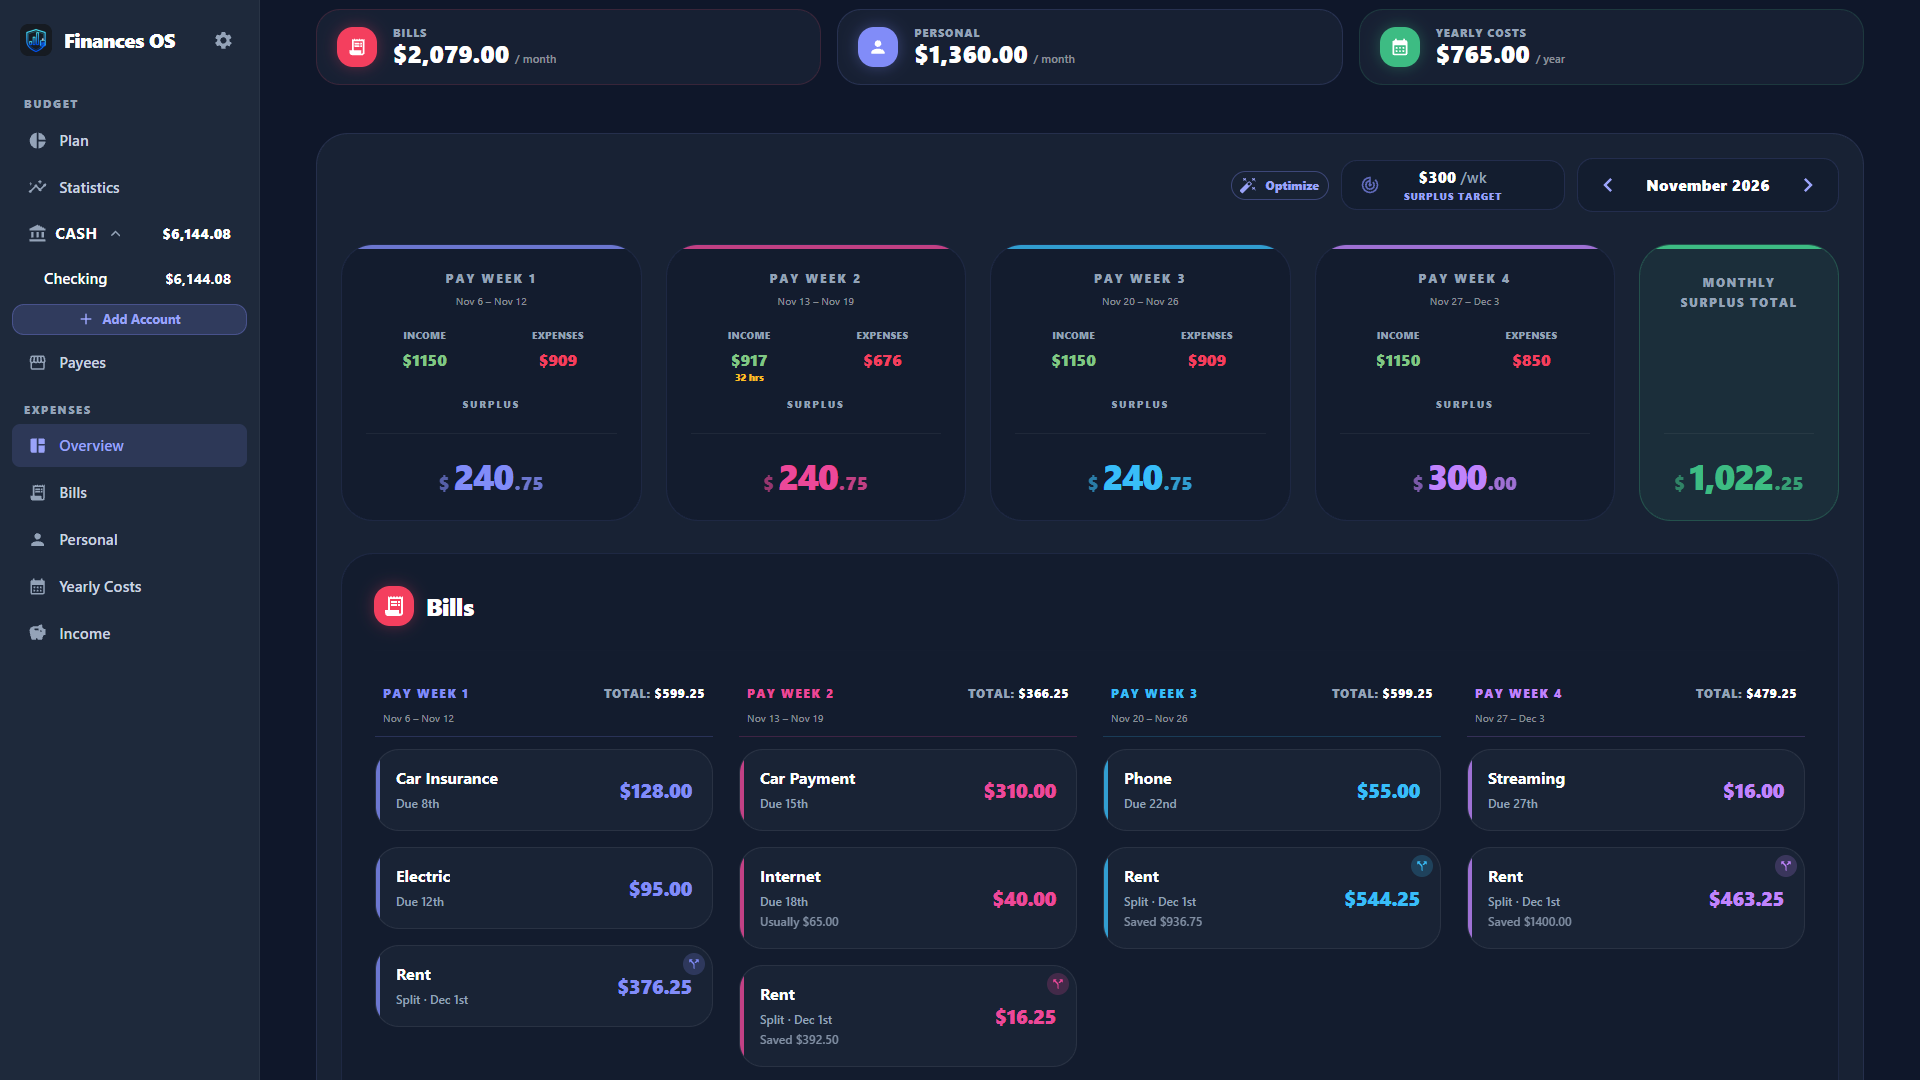 Finances OS
BUDGET
Plan
Statistics
CASH $6,144.08
Checking $6,144.08
+ Add Account
Payees
EXPENSES
Overview
Bills
Personal
Yearly Costs
Income
BILLS
$2,079.00 / month
PERSONAL
$1,360.00 / month
YEARLY COSTS
$765.00 / year
Optimize
$300 /wk
SURPLUS TARGET
November 2026
PAY WEEK 1
Nov 6 – Nov 12
INCOME EXPENSES
$1150 $909
SURPLUS
$ 240.75
PAY WEEK 2
Nov 13 – Nov 19
INCOME EXPENSES
$917 $676
32 hrs
SURPLUS
$ 240.75
PAY WEEK 3
Nov 20 – Nov 26
INCOME EXPENSES
$1150 $909
SURPLUS
$ 240.75
PAY WEEK 4
Nov 27 – Dec 3
INCOME EXPENSES
$1150 $850
SURPLUS
$ 300.00
MONTHLY
SURPLUS TOTAL
$ 1,022.25
Bills
PAY WEEK 1 TOTAL: $599.25
Nov 6 – Nov 12
Car Insurance
Due 8th
$128.00
Electric
Due 12th
$95.00
Rent
Split · Dec 1st
$376.25
PAY WEEK 2 TOTAL: $366.25
Nov 13 – Nov 19
Car Payment
Due 15th
$310.00
Internet
Due 18th
Usually $65.00
$40.00
Rent
Split · Dec 1st
Saved $392.50
$16.25
PAY WEEK 3 TOTAL: $599.25
Nov 20 – Nov 26
Phone
Due 22nd
$55.00
Rent
Split · Dec 1st
Saved $936.75
$544.25
PAY WEEK 4 TOTAL: $479.25
Nov 27 – Dec 3
Streaming
Due 27th
$16.00
Rent
Split · Dec 1st
Saved $1400.00
$463.25